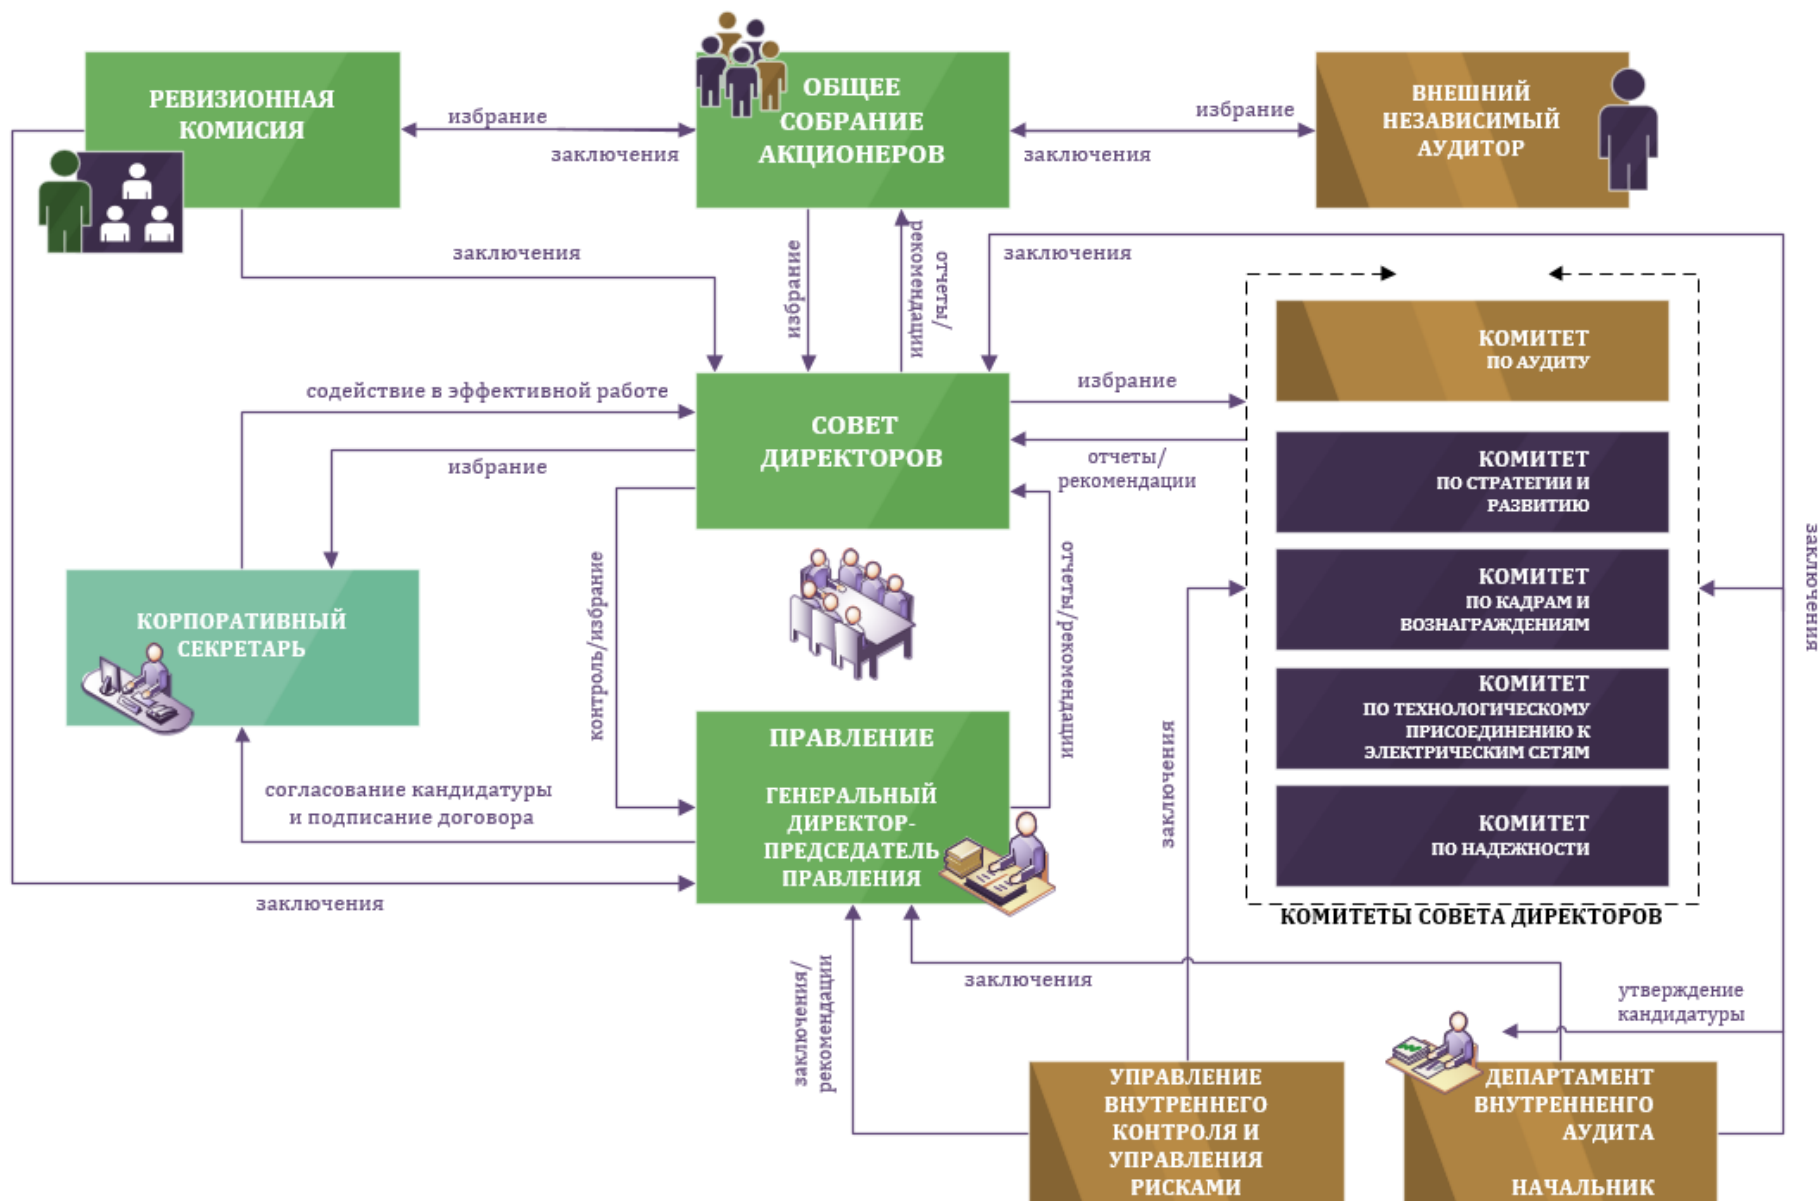 РЕВИЗИОННАЯ
КОМИСИЯ
избрание
заключения
ОБЩЕЕ
СОБРАНИЕ
АКЦИОНЕРОВ
избрание
заключения
ВНЕШНИЙ
НЕЗАВИСИМЫЙ
АУДИТОР
заключения
избрание
отчеты/
рекомендации
заключения
содействие в эффективной работе
избрание
СОВЕТ
ДИРЕКТОРОВ
избрание
отчеты/
рекомендации
КОМИТЕТ
ПО АУДИТУ
КОМИТЕТ
ПО СТРАТЕГИИ И
РАЗВИТИЮ
КОМИТЕТ
ПО КАДРАМ И
ВОЗНАГРАЖДЕНИЯМ
КОМИТЕТ
ПО ТЕХНОЛОГИЧЕСКОМУ
ПРИСОЕДИНЕНИЮ К
ЭЛЕКТРИЧЕСКИМ СЕТЯМ
КОМИТЕТ
ПО НАДЕЖНОСТИ
КОМИТЕТЫ СОВЕТА ДИРЕКТОРОВ
заключения
КОРПОРАТИВНЫЙ
СЕКРЕТАРЬ
контроль/избрание
отчеты/рекомендации
заключения
согласование кандидатуры
и подписание договора
заключения
ПРАВЛЕНИЕ
ГЕНЕРАЛЬНЫЙ
ДИРЕКТОР-
ПРЕДСЕДАТЕЛЬ
ПРАВЛЕНИЯ
заключения/
рекомендации
заключения
утверждение
кандидатуры
УПРАВЛЕНИЕ
ВНУТРЕННЕГО
КОНТРОЛЯ И
УПРАВЛЕНИЯ
РИСКАМИ
ДЕПАРТАМЕНТ
ВНУТРИННЕНГО
АУДИТА
НАЧАЛЬНИК